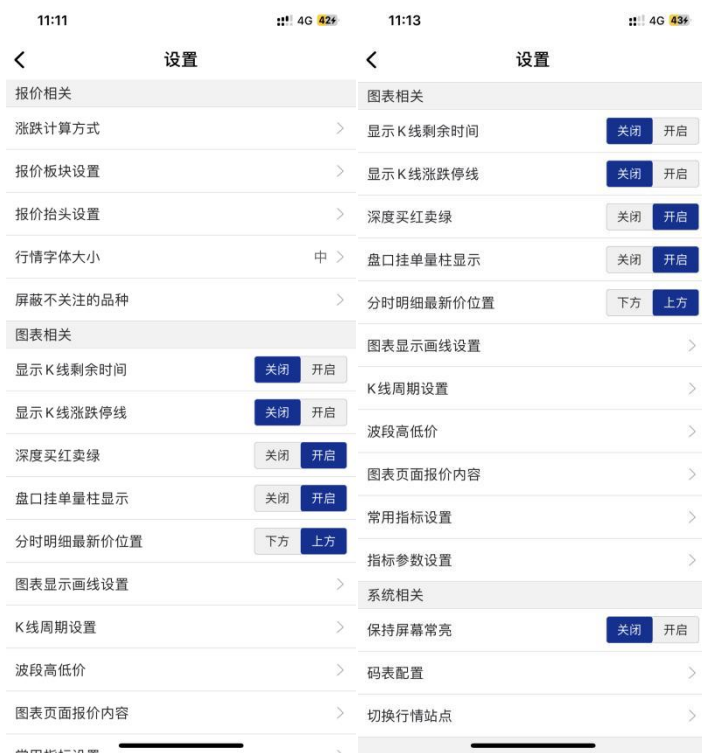 11:11
4G 42
设置
报价相关
涨跌计算方式
报价板块设置
报价抬头设置
行情字体大小 中
屏蔽不关注的品种
图表相关
显示K线剩余时间 关闭 开启
显示K线涨跌停线 关闭 开启
深度买红卖绿 关闭 开启
盘口挂单量柱显示 关闭 开启
分时明细最新价位置 下方 上方
图表显示画线设置
K线周期设置
波段高低价
图表页面报价内容
常用指标设置
11:13
4G 43
设置
图表相关
显示K线剩余时间 关闭 开启
显示K线涨跌停线 关闭 开启
深度买红卖绿 关闭 开启
盘口挂单量柱显示 关闭 开启
分时明细最新价位置 下方 上方
图表显示画线设置
K线周期设置
波段高低价
图表页面报价内容
常用指标设置
指标参数设置
系统相关
保持屏幕常亮 关闭 开启
码表配置
切换行情站点